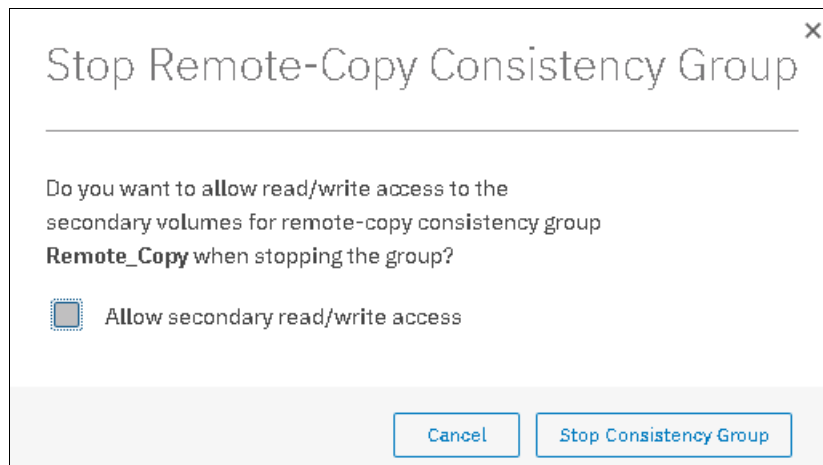 Stop Remote-Copy Consistency Group
Do you want to allow read/write access to the
secondary volumes for remote-copy consistency group
Remote_Copy when stopping the group?
Allow secondary read/write access
Cancel Stop Consistency Group